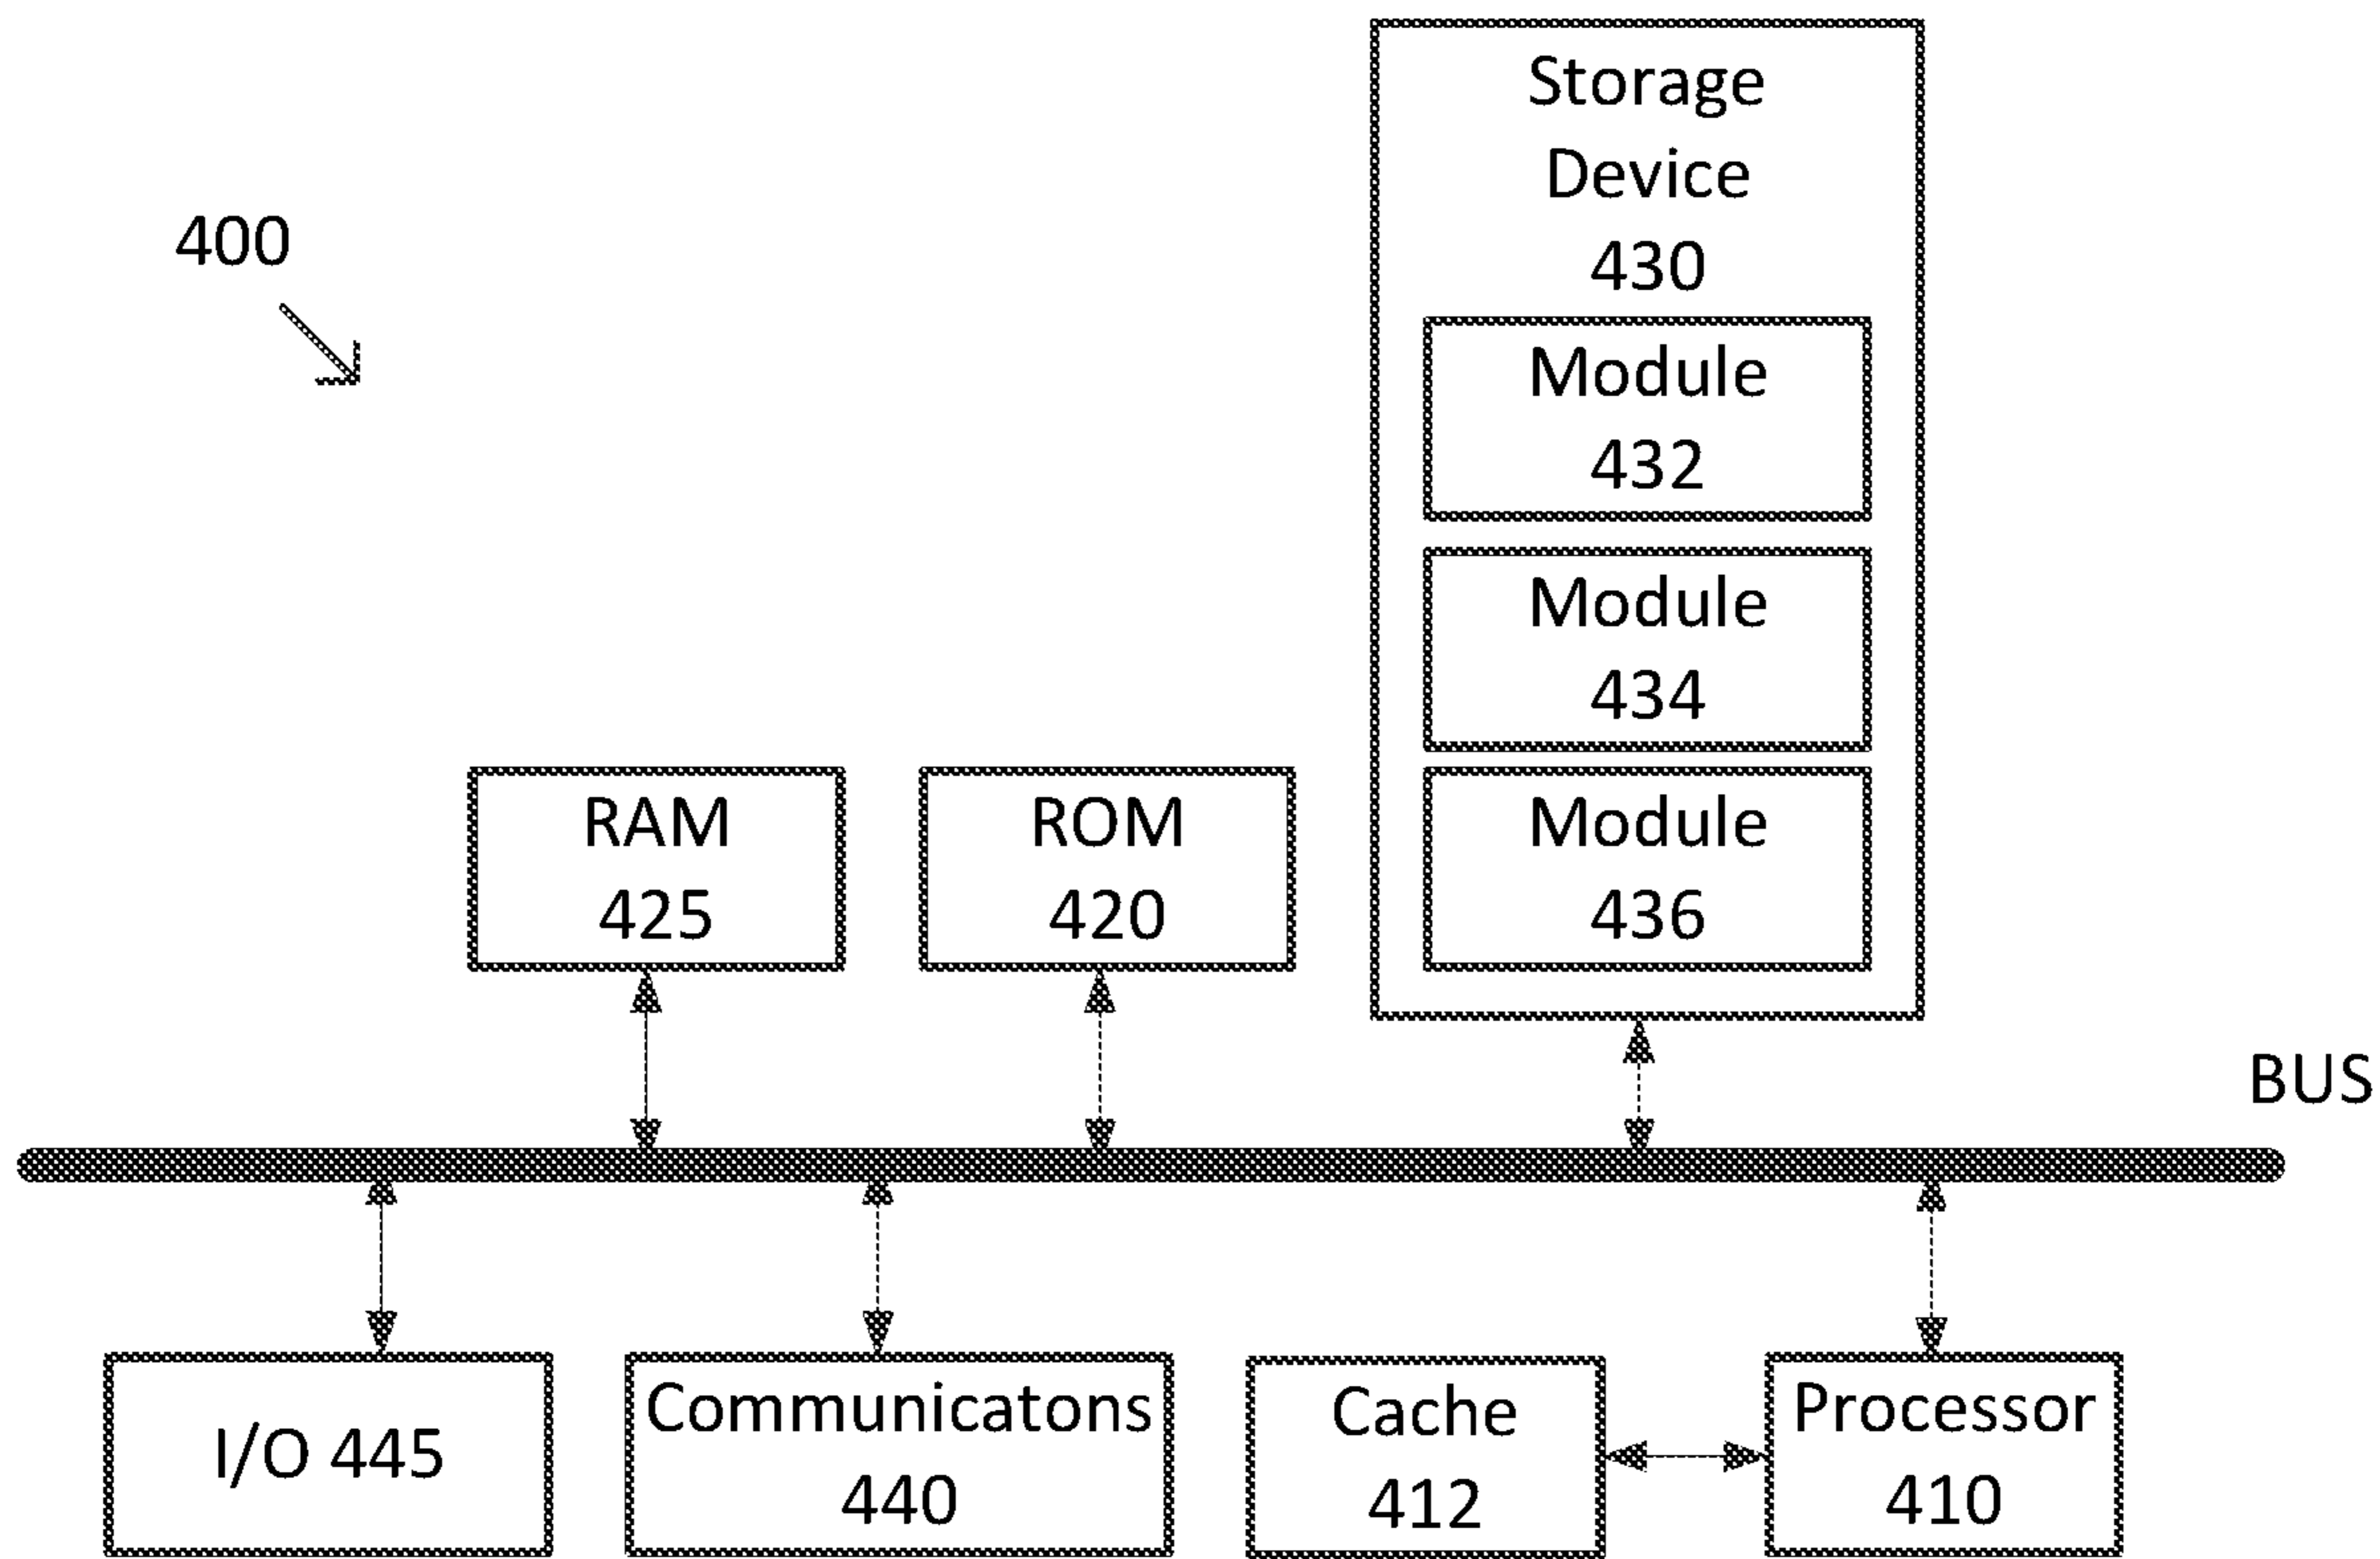 400
Storage
Device
430
Module
432
Module
434
Module
436
RAM
425
ROM
420
BUS
I/O 445
Communicatons
440
Cache
412
Processor
410